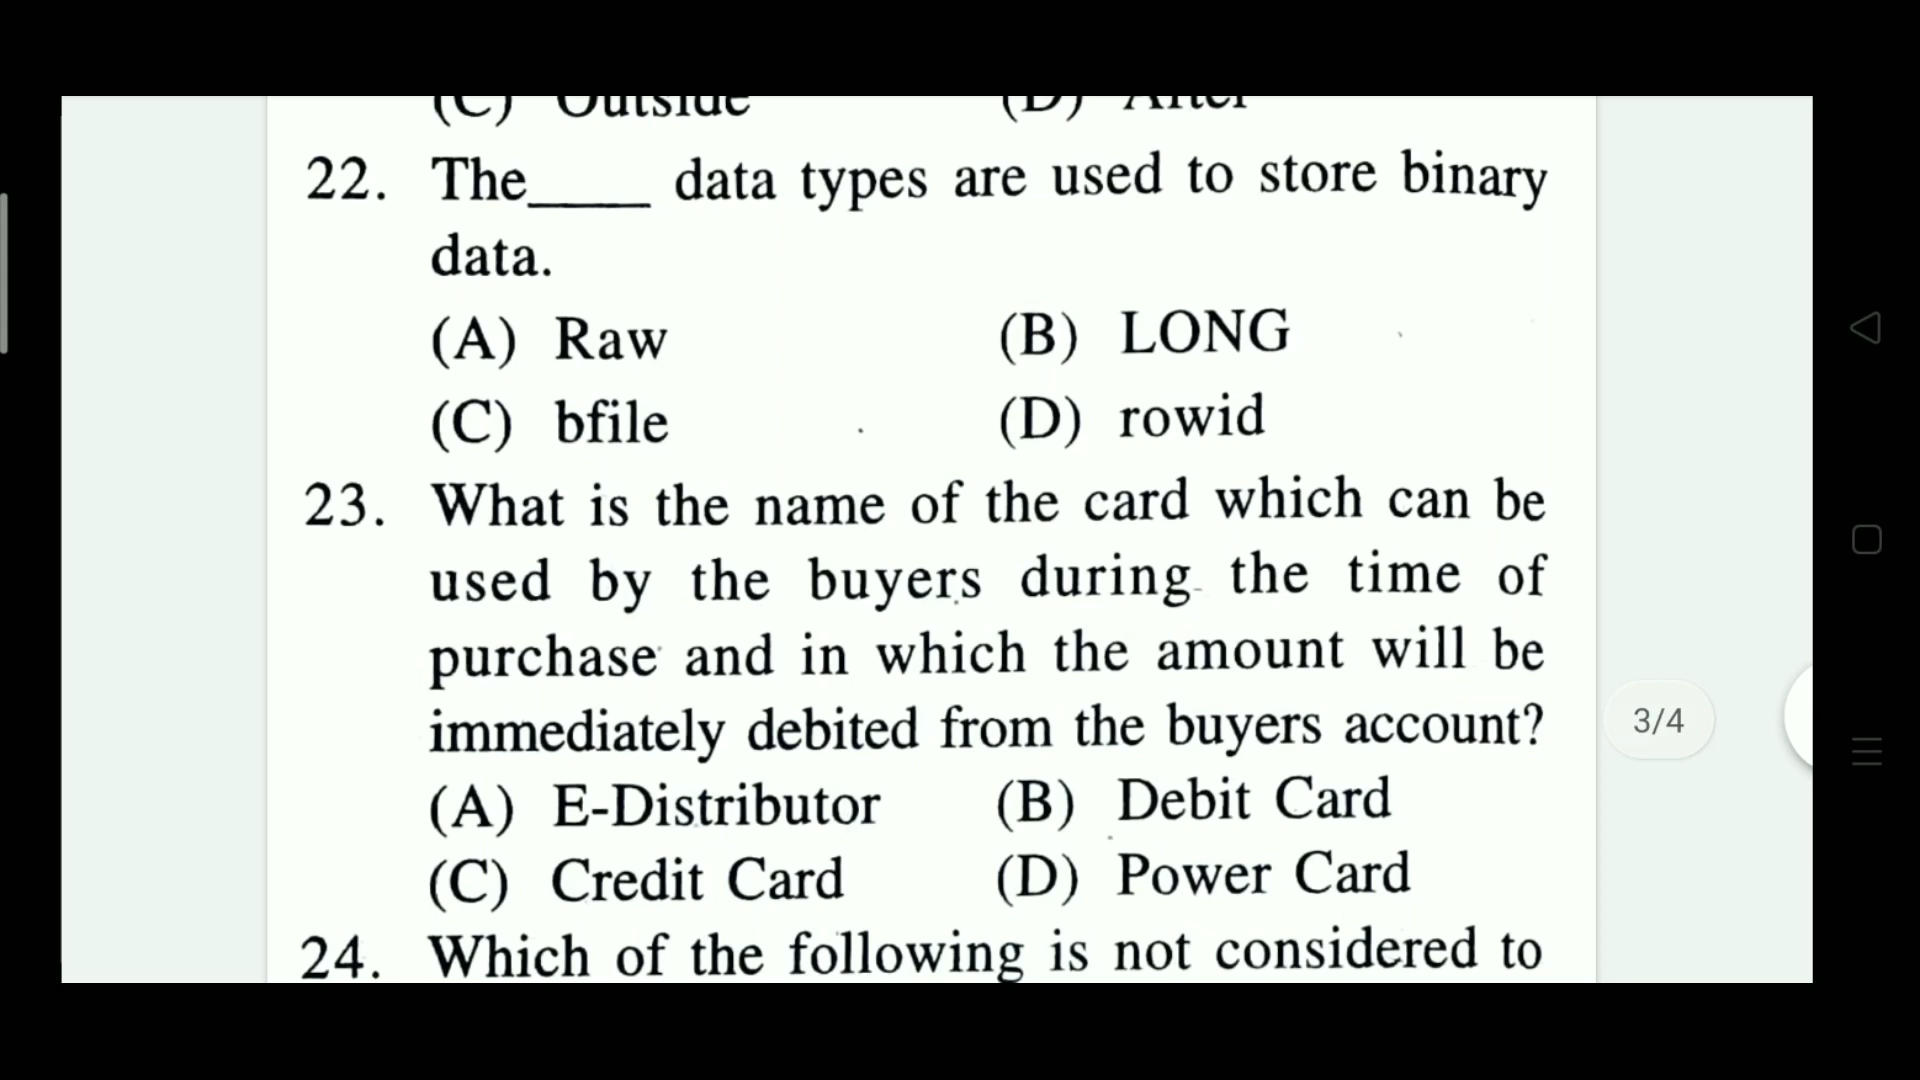 (C) Outside (D) After
22. The____ data types are used to store binary
data.
(A) Raw (B) LONG
(C) bfile (D) rowid
23. What is the name of the card which can be
used by the buyers during the time of
purchase and in which the amount will be
immediately debited from the buyers account?
(A) E-Distributor (B) Debit Card
(C) Credit Card (D) Power Card
24. Which of the following is not considered to
3/4